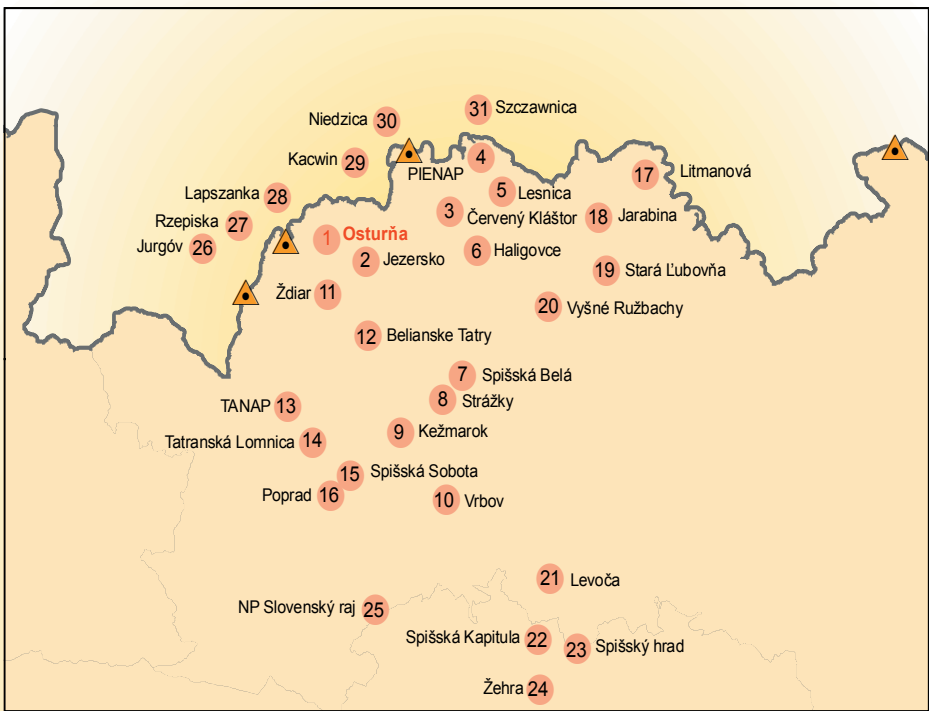 31 Szczawnica
Niedzica 30
Kacwin 29
PIENAP 4
17 Litmanová
5 Lesnica
Lapszanka 28
3 Červený Kláštor
18 Jarabina
Rzepiska 27
1 Osturňa
Jurgóv 26
6 Haligovce
2 Jezersko
19 Stará Ľubovňa
Ždiar 11
20 Vyšné Ružbachy
12 Belianske Tatry
7 Spišská Belá
8 Strážky
TANAP 13
9 Kežmarok
Tatranská Lomnica 14
15 Spišská Sobota
Poprad 16
10 Vrbov
21 Levoča
NP Slovenský raj 25
Spišská Kapitula 22
23 Spišský hrad
Žehra 24